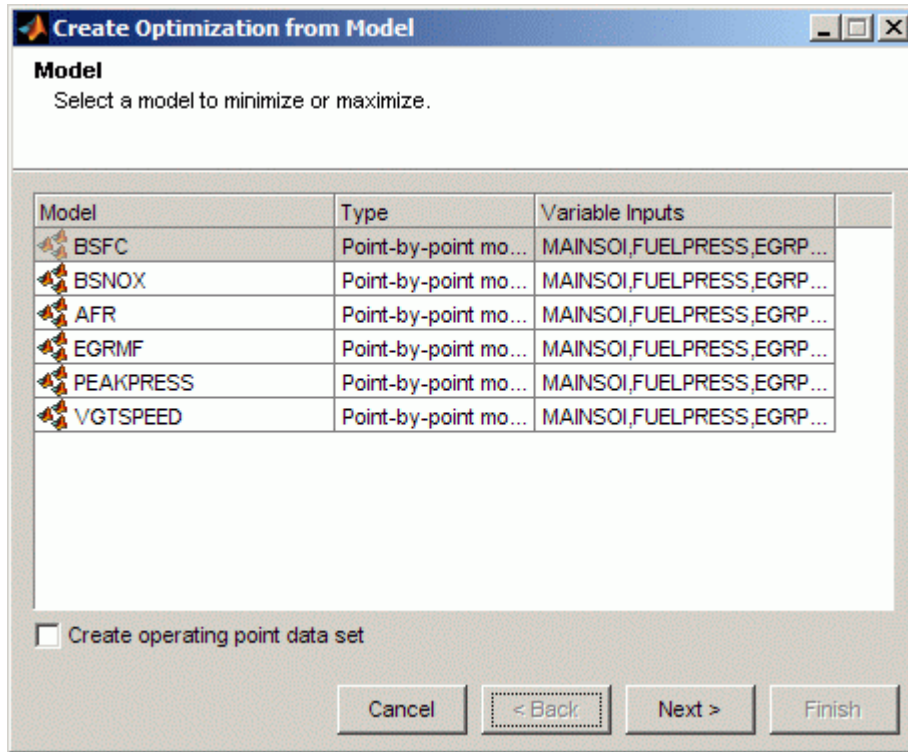 Create Optimization from Model
Model
Select a model to minimize or maximize.
Model Type Variable Inputs
BSFC Point-by-point mo... MAINSOI,FUELPRESS,EGRP...
BSNOX Point-by-point mo... MAINSOI,FUELPRESS,EGRP...
AFR Point-by-point mo... MAINSOI,FUELPRESS,EGRP...
EGRMF Point-by-point mo... MAINSOI,FUELPRESS,EGRP...
PEAKPRESS Point-by-point mo... MAINSOI,FUELPRESS,EGRP...
VGTSPEED Point-by-point mo... MAINSOI,FUELPRESS,EGRP...
Create operating point data set
Cancel < Back Next > Finish